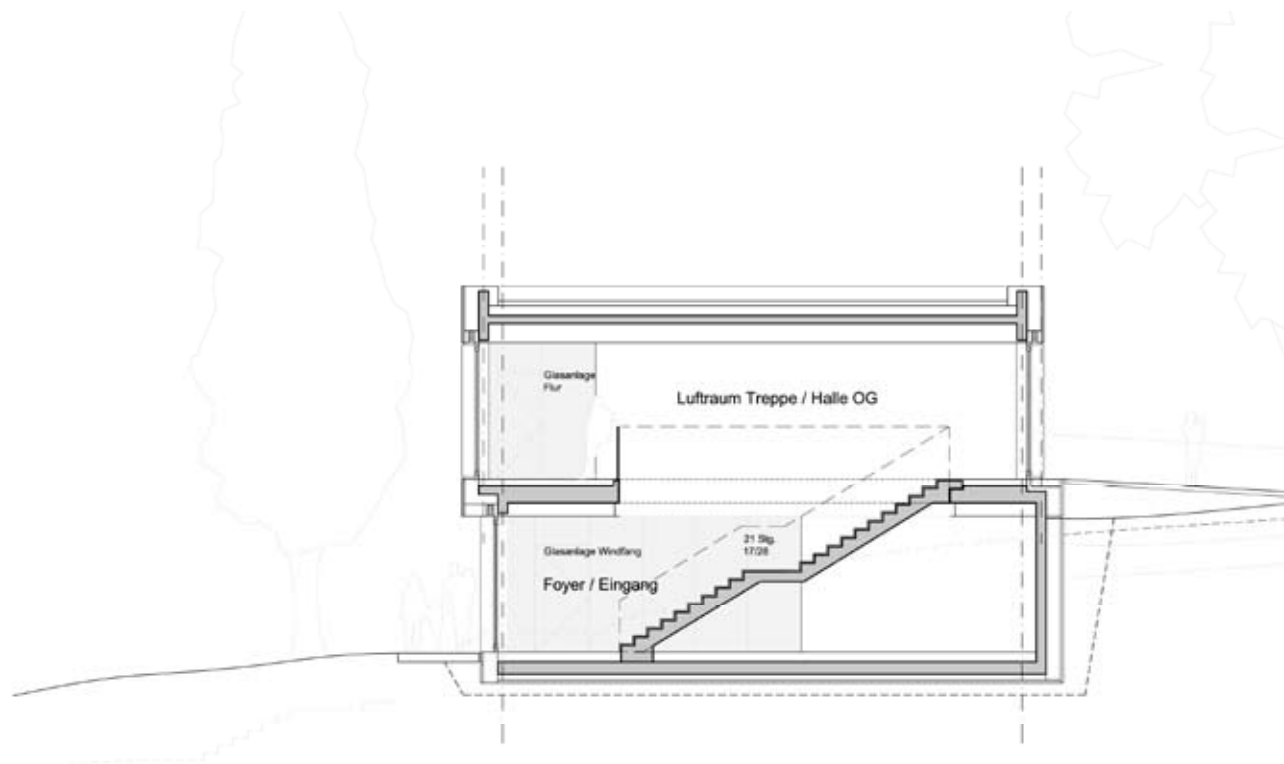 Glasanlage
Flur
Luftraum Treppe / Halle OG
21 Stg.
17/28
Glasanlage Windfang
Foyer / Eingang